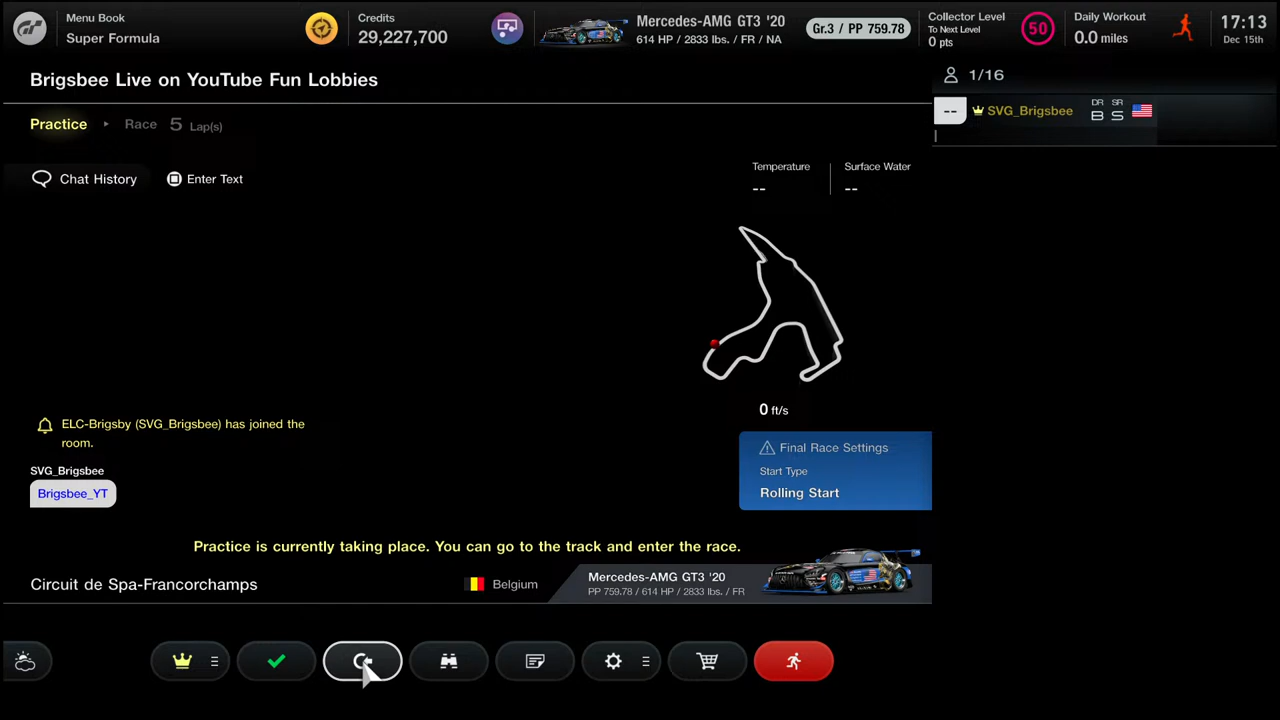 Menu Book
Super Formula
Credits
29,227,700
Mercedes-AMG GT3 '20
614 HP / 2833 lbs. / FR / NA
Gr.3 / PP 759.78
Collector Level
To Next Level
0 pts
50
Daily Workout
0.0 miles
17:13
Dec 15th
Brigsbee Live on YouTube Fun Lobbies
1/16
-- SVG_Brigsbee DR B SR S
Practice Race 5 Lap(s)
Chat History Enter Text
Temperature
--
Surface Water
--
0 ft/s
ELC-Brigsby (SVG_Brigsbee) has joined the
room.
SVG_Brigsbee
Brigsbee_YT
Final Race Settings
Start Type
Rolling Start
Practice is currently taking place. You can go to the track and enter the race.
Circuit de Spa-Francorchamps
Belgium
Mercedes-AMG GT3 '20
PP 759.78 / 614 HP / 2833 lbs. / FR